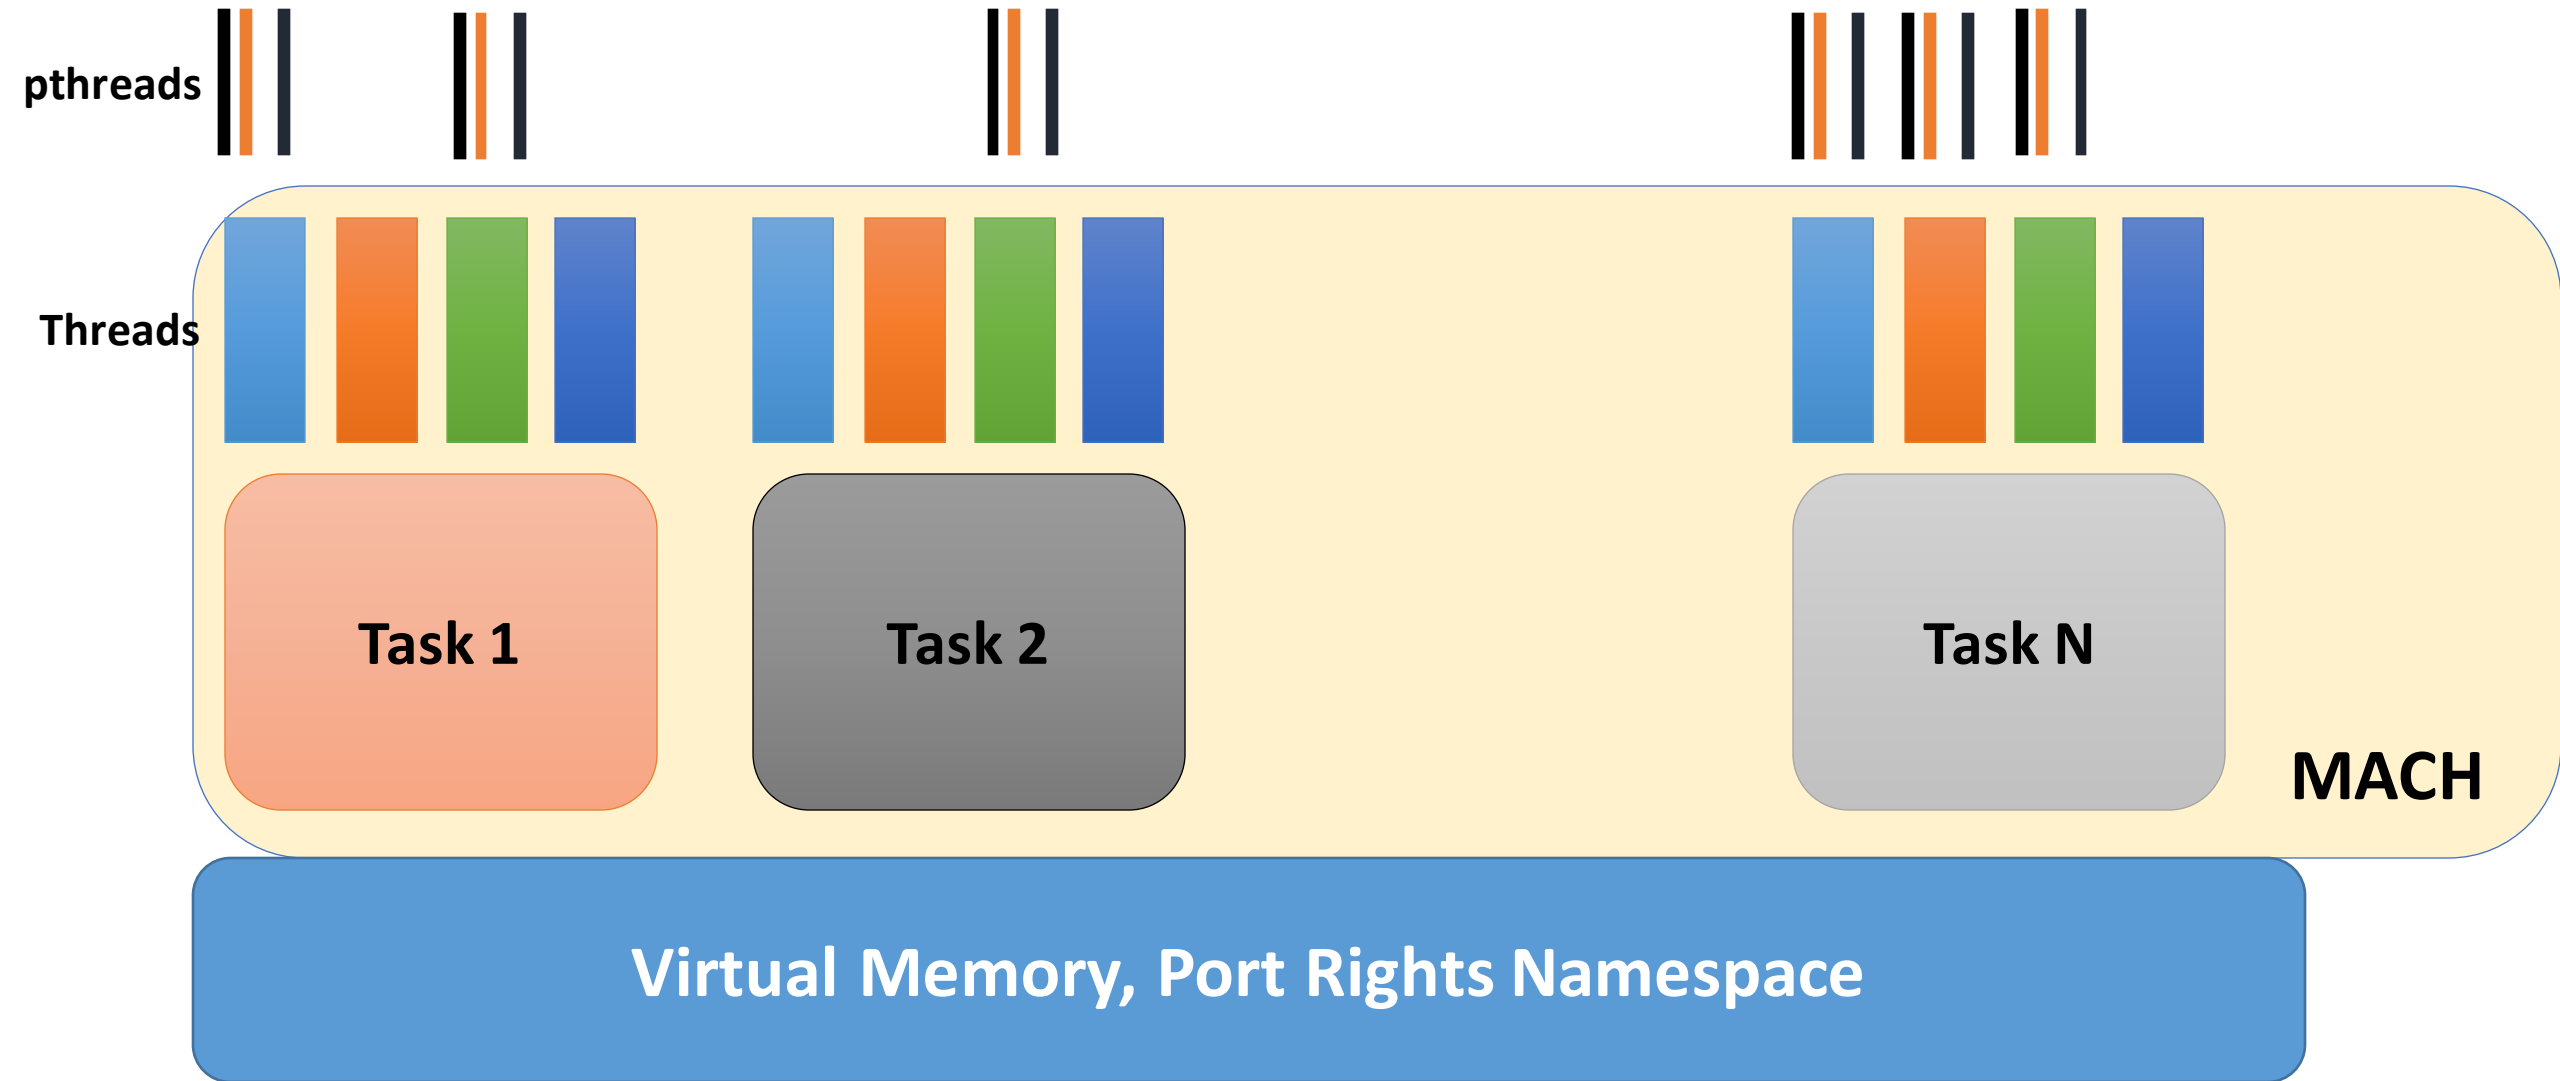 pthreads
Threads
Task 1
Task 2
Task N
MACH
Virtual Memory, Port Rights Namespace